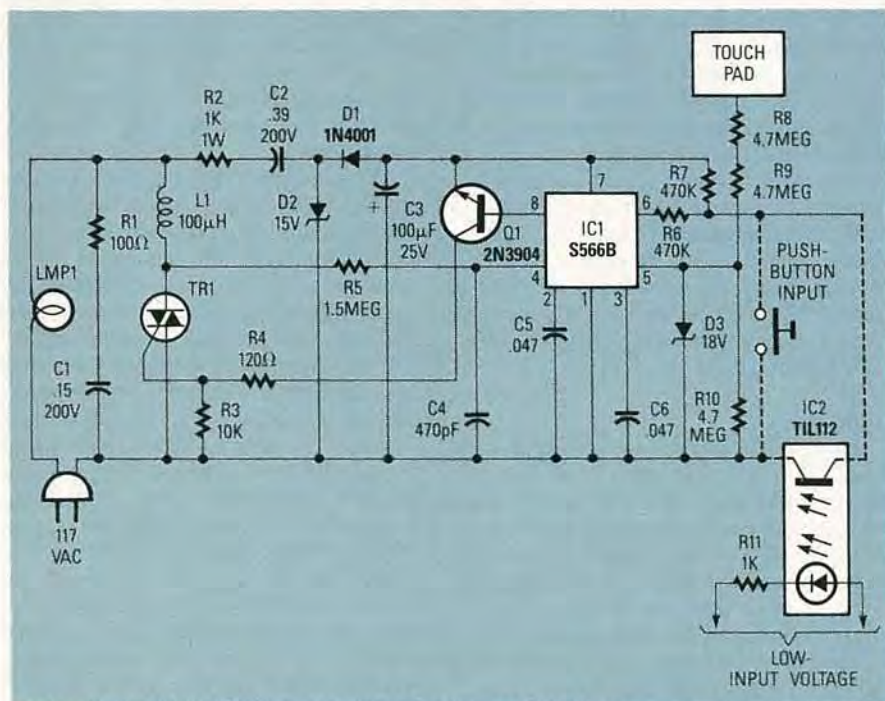 TOUCH
PAD
R2
1K
1W
C2
.39
200V
D1
1N4001
R8
4.7MEG
R7
470K
R9
4.7MEG
R1
100Ω
L1
100μH
D2
15V
+
C3
100μF
25V
Q1
2N3904
8
7
IC1
S566B
6
4
5
2
1
3
R6
470K
PUSH-
BUTTON
INPUT
LMP1
TR1
R5
1.5MEG
R4
120Ω
C5
.047
D3
18V
C1
.15
200V
R3
10K
C4
470pF
C6
.047
R10
4.7
MEG
IC2
TIL112
117
VAC
R11
1K
LOW-
INPUT VOLTAGE